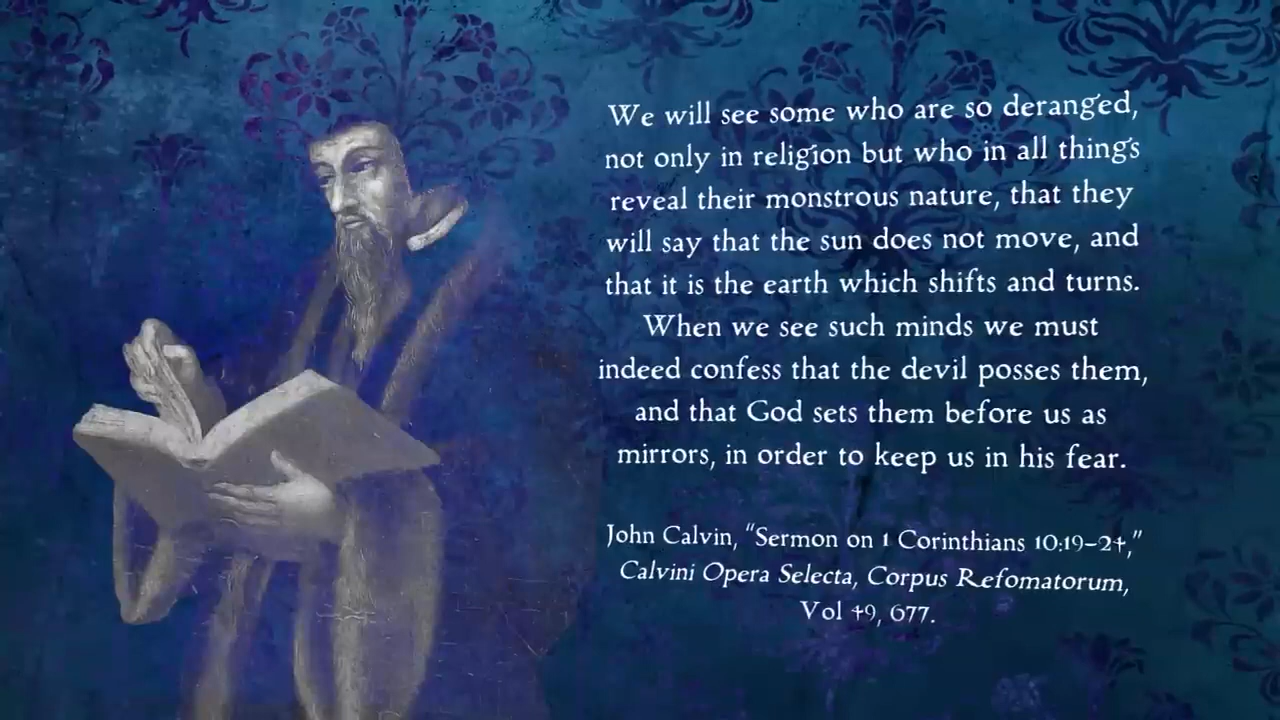 We will see some who are so deranged,
not only in religion but who in all things
reveal their monstrous nature, that they
will say that the sun does not move, and
that it is the earth which shifts and turns.
When we see such minds we must
indeed confess that the devil posses them,
and that God sets them before us as
mirrors, in order to keep us in his fear.
John Calvin, “Sermon on 1 Corinthians 10:19–24,”
Calvini Opera Selecta, Corpus Refomatorum,
Vol 49, 677.